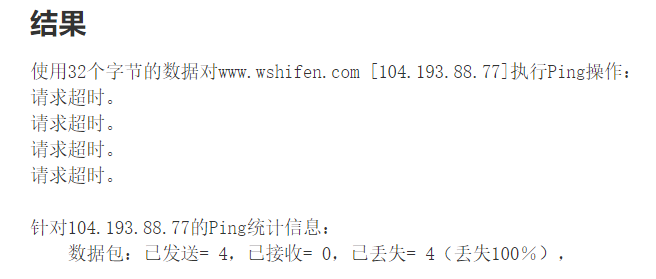 结果
使用32个字节的数据对www.wshifen.com [104.193.88.77]执行Ping操作：
请求超时。
请求超时。
请求超时。
请求超时。
针对104.193.88.77的Ping统计信息：
数据包：已发送= 4，已接收= 0，已丢失= 4（丢失100％），